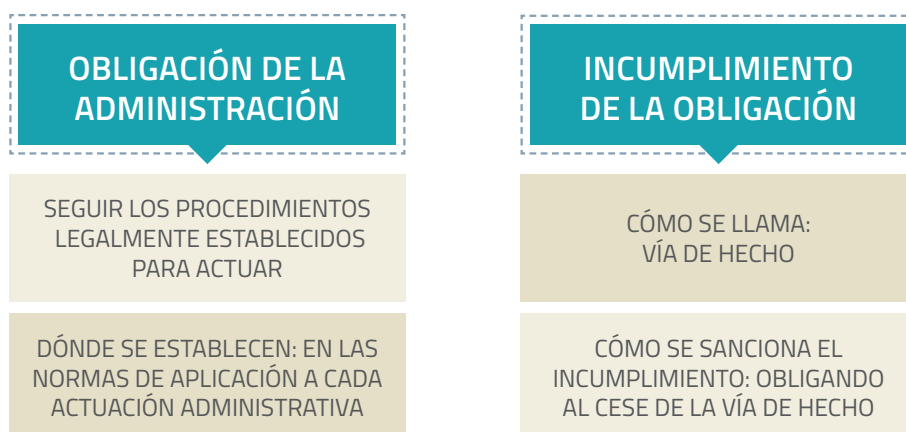 OBLIGACIÓN DE LA
ADMINISTRACIÓN
SEGUIR LOS PROCEDIMIENTOS
LEGALMENTE ESTABLECIDOS
PARA ACTUAR
DÓNDE SE ESTABLECEN: EN LAS
NORMAS DE APLICACIÓN A CADA
ACTUACIÓN ADMINISTRATIVA
INCUMPLIMIENTO
DE LA OBLIGACIÓN
CÓMO SE LLAMA:
VÍA DE HECHO
CÓMO SE SANCIONA EL
INCUMPLIMIENTO: OBLIGANDO
AL CESE DE LA VÍA DE HECHO